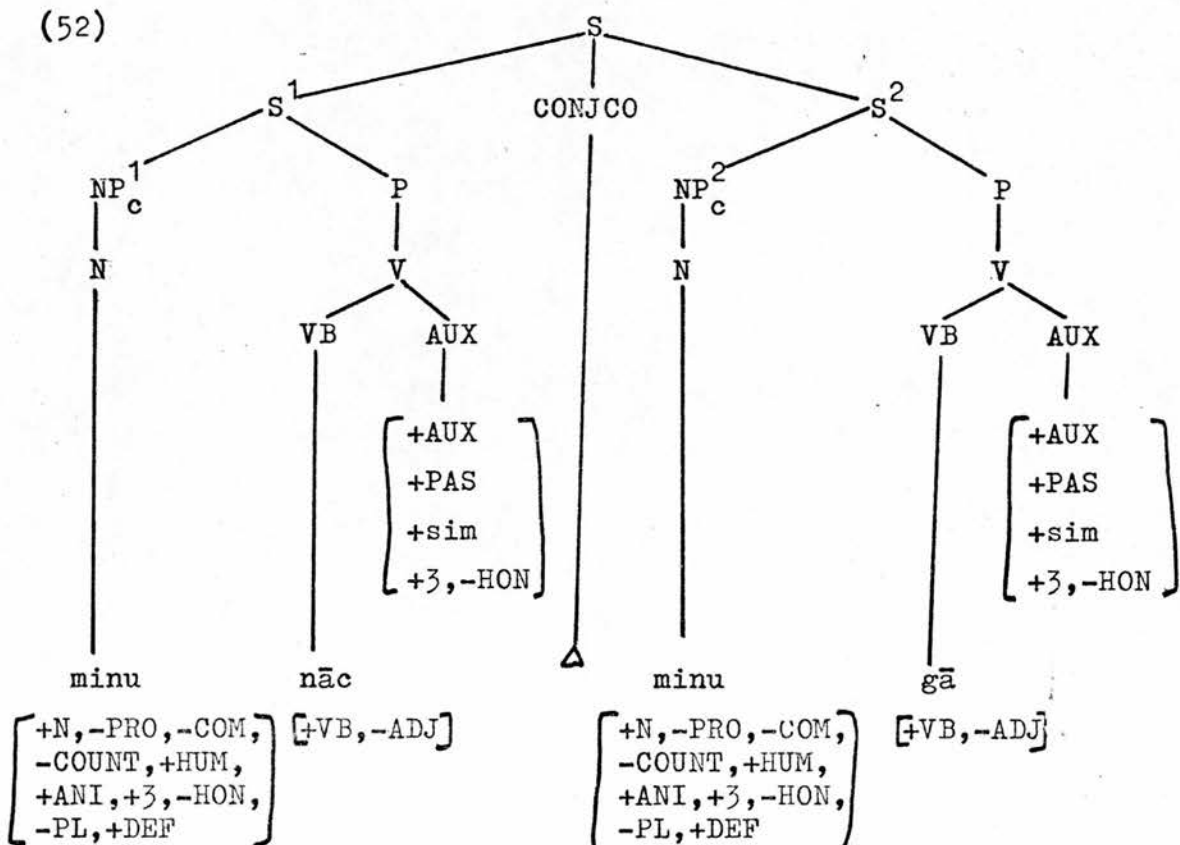 (52)
S
S1 CONJCO S2
NP1c P NP2c P
N V N V
VB AUX VB AUX
+AUX +AUX
+PAS +PAS
+sim +sim
+3,-HON +3,-HON
minu nāc minu gā
+N,-PRO,-COM, [+VB,-ADJ] +N,-PRO,-COM, [+VB,-ADJ]
-COUNT,+HUM, -COUNT,+HUM,
+ANI,+3,-HON, +ANI,+3,-HON,
-PL,+DEF -PL,+DEF